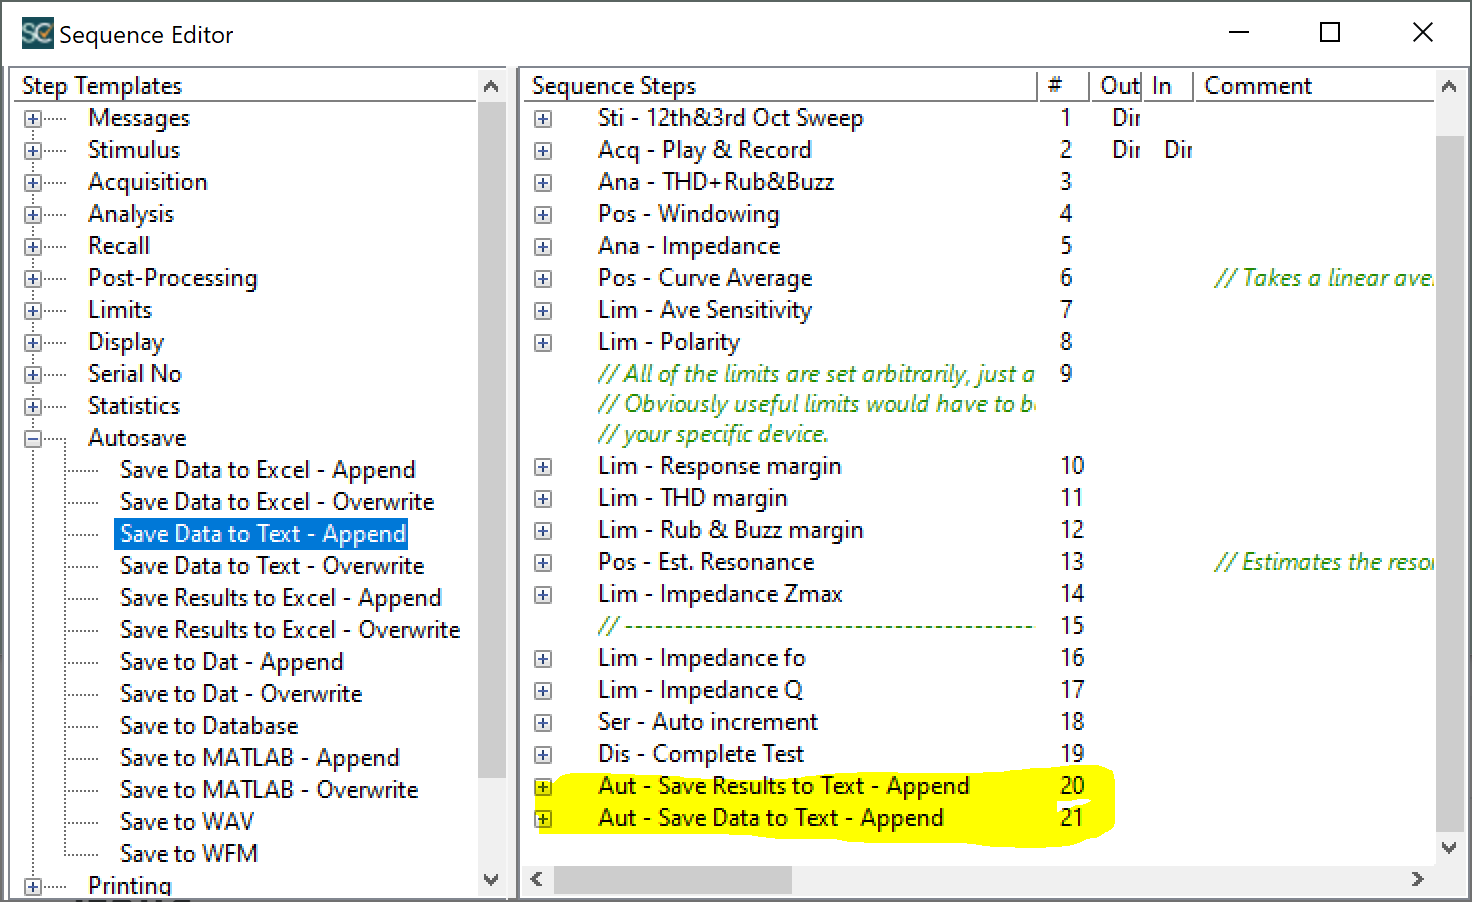 Sequence Editor
Step Templates
Messages
Stimulus
Acquisition
Analysis
Recall
Post-Processing
Limits
Display
Serial No
Statistics
Autosave
Save Data to Excel - Append
Save Data to Excel - Overwrite
Save Data to Text - Append
Save Data to Text - Overwrite
Save Results to Excel - Append
Save Results to Excel - Overwrite
Save to Dat - Append
Save to Dat - Overwrite
Save to Database
Save to MATLAB - Append
Save to MATLAB - Overwrite
Save to WAV
Save to WFM
Printing
Sequence Steps # Out In Comment
Sti - 12th&3rd Oct Sweep 1 Dir
Acq - Play & Record 2 Dir Dir
Ana - THD+Rub&Buzz 3
Pos - Windowing 4
Ana - Impedance 5
Pos - Curve Average 6 // Takes a linear ave
Lim - Ave Sensitivity 7
Lim - Polarity 8
// All of the limits are set arbitrarily, just a 9
// Obviously useful limits would have to b
// your specific device.
Lim - Response margin 10
Lim - THD margin 11
Lim - Rub & Buzz margin 12
Pos - Est. Resonance 13 // Estimates the reso
Lim - Impedance Zmax 14
// ----------------------------------------- 15
Lim - Impedance fo 16
Lim - Impedance Q 17
Ser - Auto increment 18
Dis - Complete Test 19
Aut - Save Results to Text - Append 20
Aut - Save Data to Text - Append 21